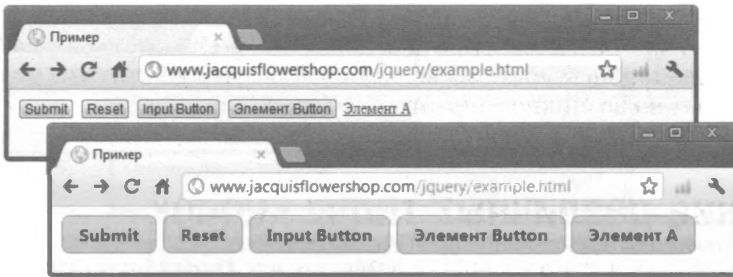 Пример
www.jacquisflowershop.com/jquery/example.html
Submit Reset Input Button Элемент Button Элемент А
Пример
www.jacquisflowershop.com/jquery/example.html
Submit Reset Input Button Элемент Button Элемент А